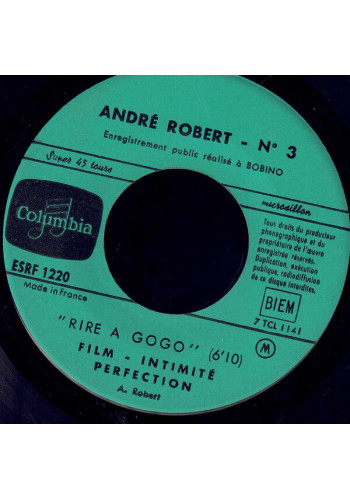 ANDRÉ ROBERT - N° 3
Enregistrement public réalisé à BOBINO
Super 45 tours
microsillon
Columbia
ESRF 1220
Made in France
Tous droits du producteur
phonographique et du
propriétaire de l'œuvre
enregistrée réservés.
Duplication, exécution
publique, radiodiffusion
de ce disque interdites.
BIEM
7 TCL 1141
M
"RIRE A GOGO" (6'10)
FILM - INTIMITÉ
PERFECTION
A. Robert